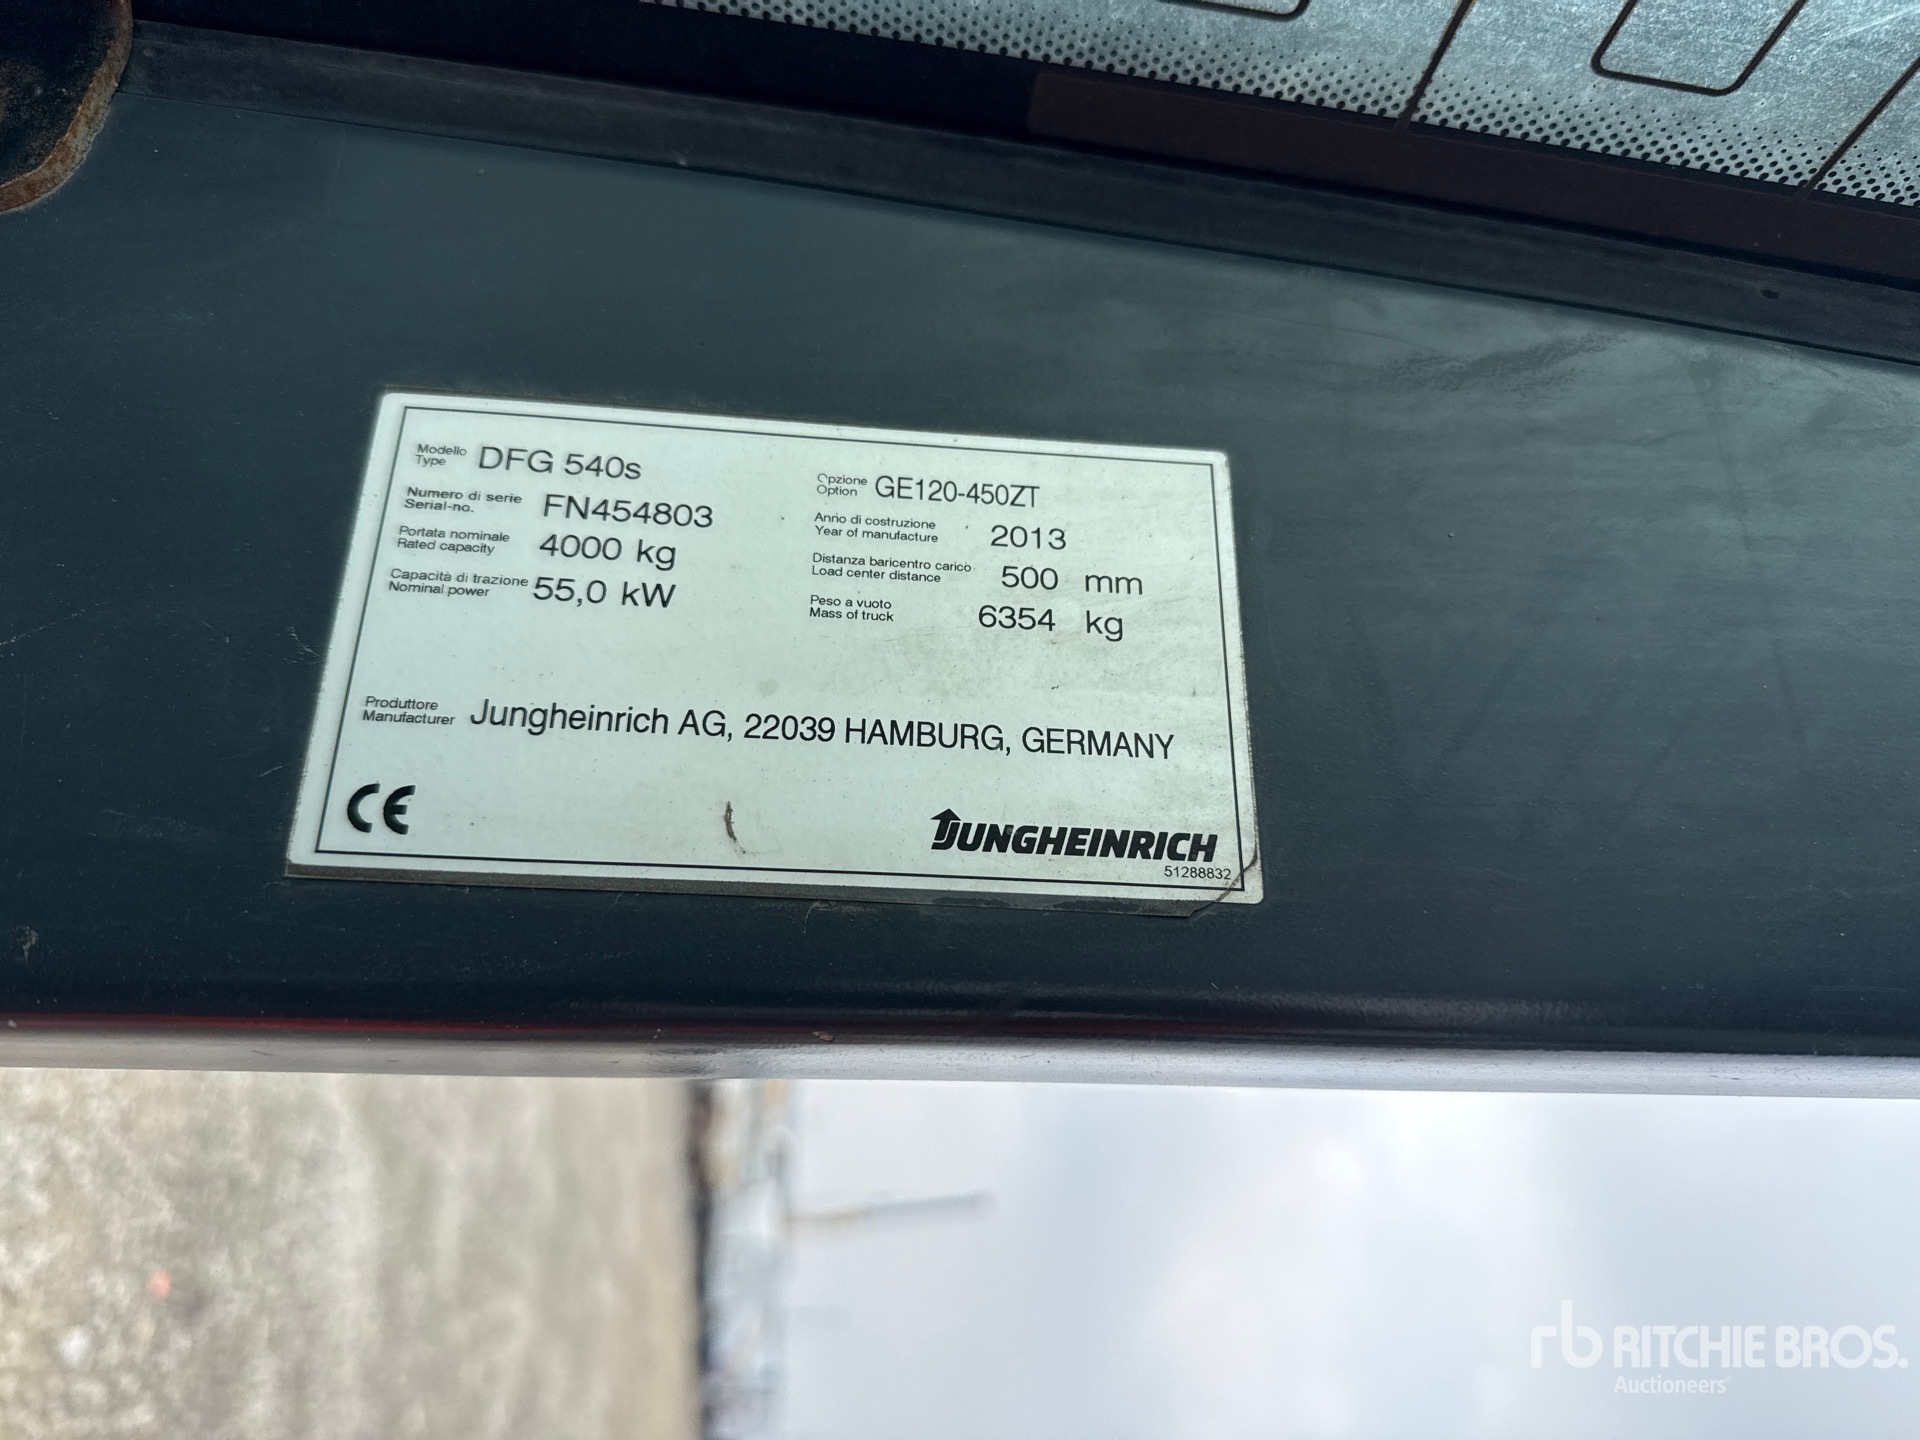 Modello
Type DFG 540s
Numero di serie
Serial-no. FN454803
Portata nominale
Rated capacity 4000 kg
Capacità di trazione
Nominal power 55,0 kW
Opzione
Option GE120-450ZT
Anno di costruzione
Year of manufacture 2013
Distanza baricentro carico
Load center distance 500 mm
Peso a vuoto
Mass of truck 6354 kg
Produttore
Manufacturer Jungheinrich AG, 22039 HAMBURG, GERMANY
CE
JUNGHEINRICH
51288832
rb RITCHIE BROS.
Auctioneers